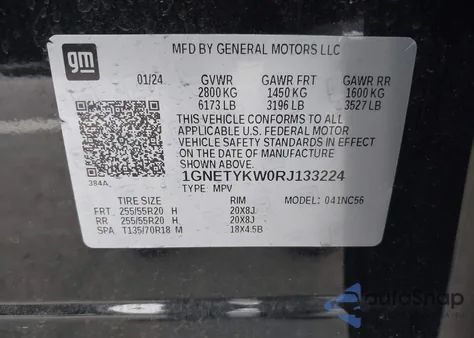 gm
MFD BY GENERAL MOTORS LLC
01/24 GVWR GAWR FRT GAWR RR
2800 KG 1450 KG 1600 KG
6173 LB 3196 LB 3527 LB
THIS VEHICLE CONFORMS TO ALL
APPLICABLE U.S. FEDERAL MOTOR
VEHICLE SAFETY STANDARDS IN EFFECT
ON THE DATE OF MANUFACTURE
SHOWN ABOVE.
1GNETYKW0RJ133224
384A
TYPE: MPV MODEL: 041NC56
TIRE SIZE RIM
FRT 255/55R20 H 20X8J
RR 255/55R20 H 20X8J
SPA T135/70R18 M 18X4.5B
autoSnap